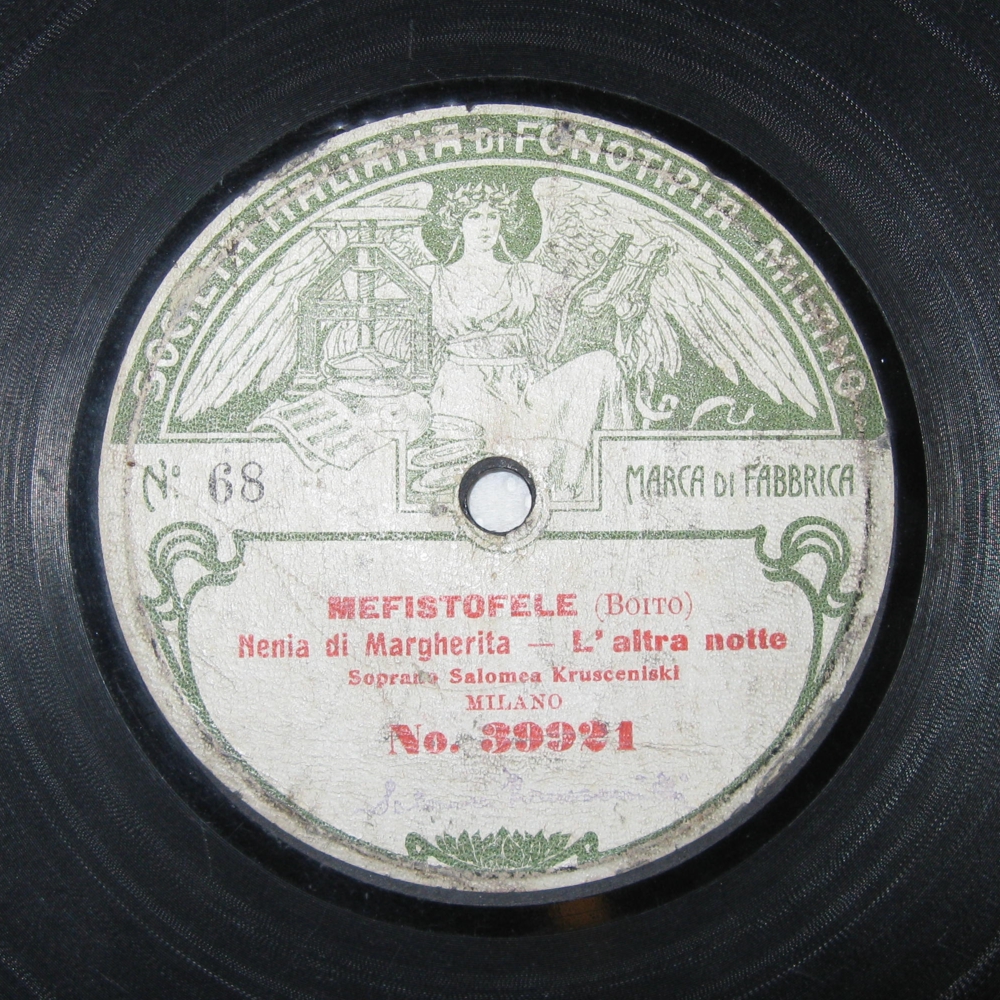 SOCIETÀ ITALIANA DI FONOTIPIA - MILANO
No: 68
MARCA DI FABBRICA
MEFISTOFELE (BOITO)
Nenia di Margherita — L'altra notte
Soprano Salomea Krusceniski
MILANO
No. 39921